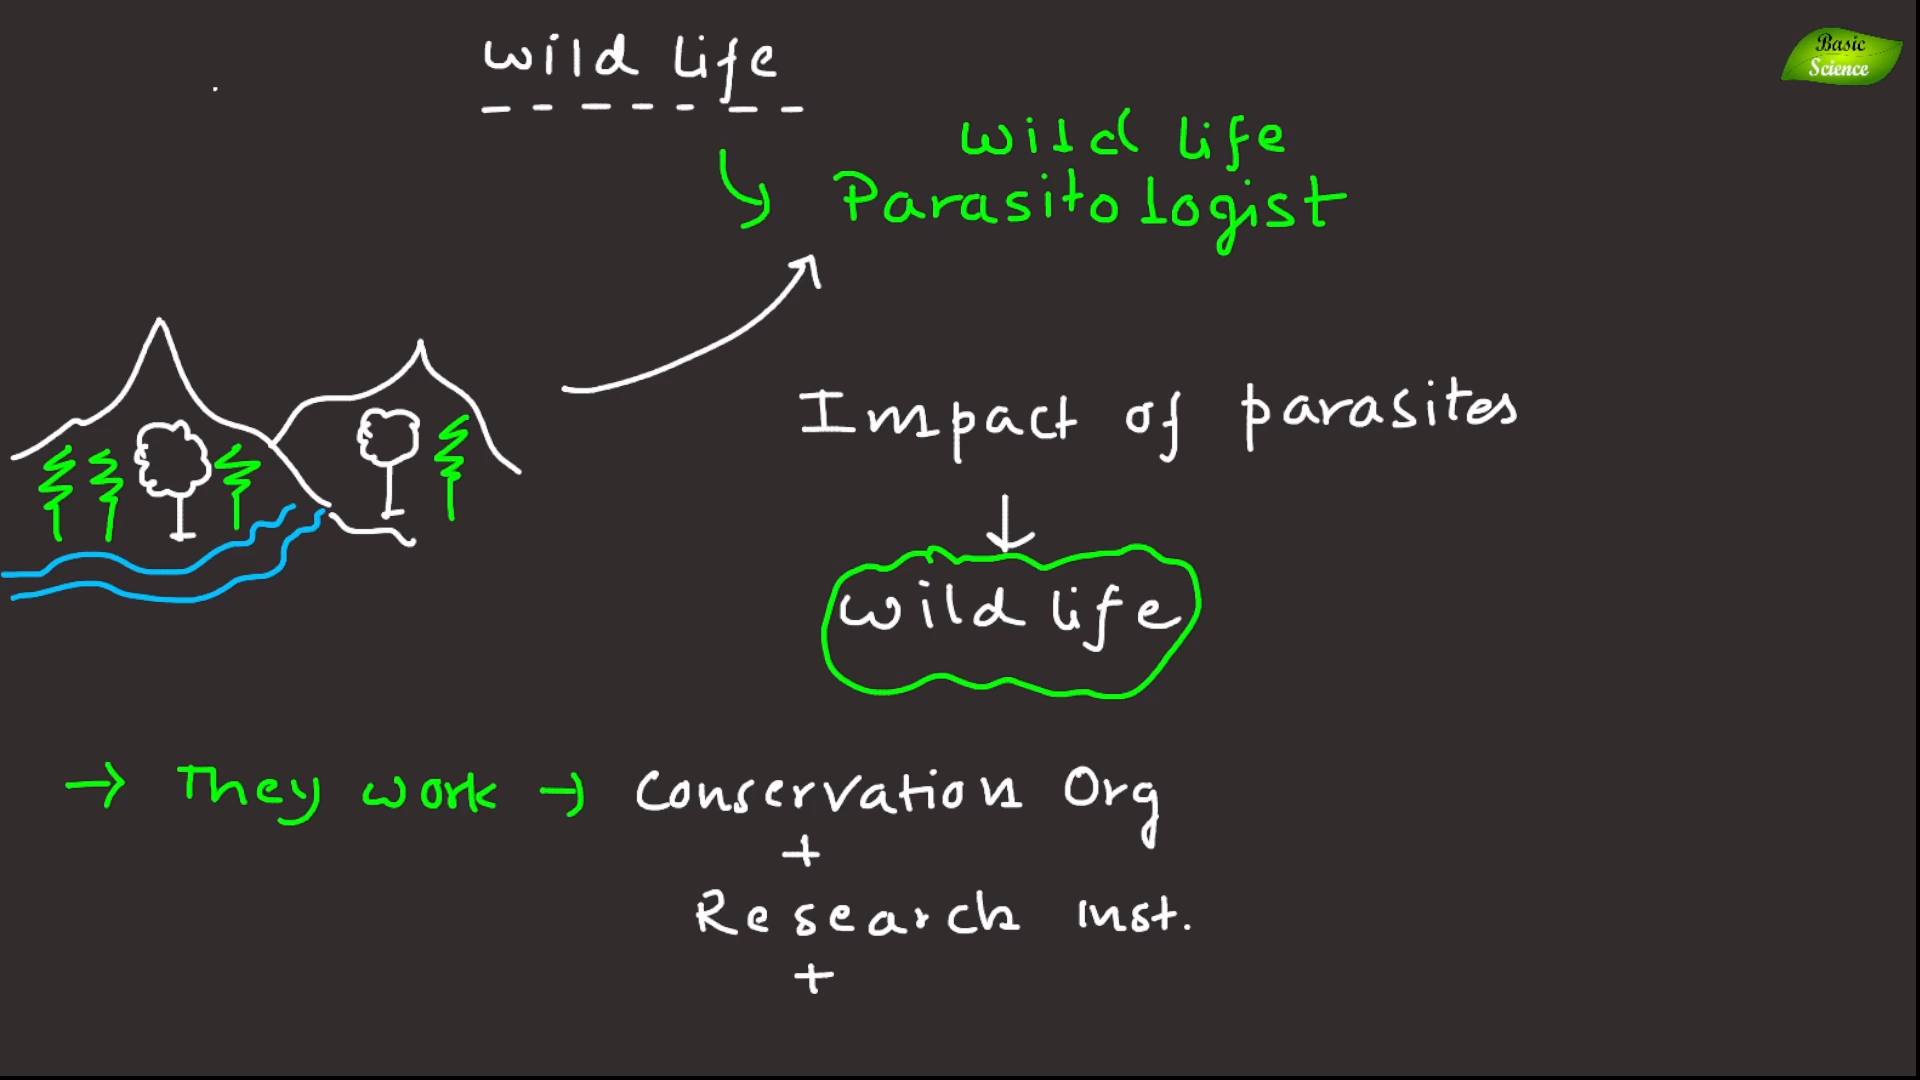 Wild Life
Basic
Science
Wild Life
Parasitologist
Impact of parasites
↓
Wild life
→ They work → Conservation Org
+
Research inst.
+